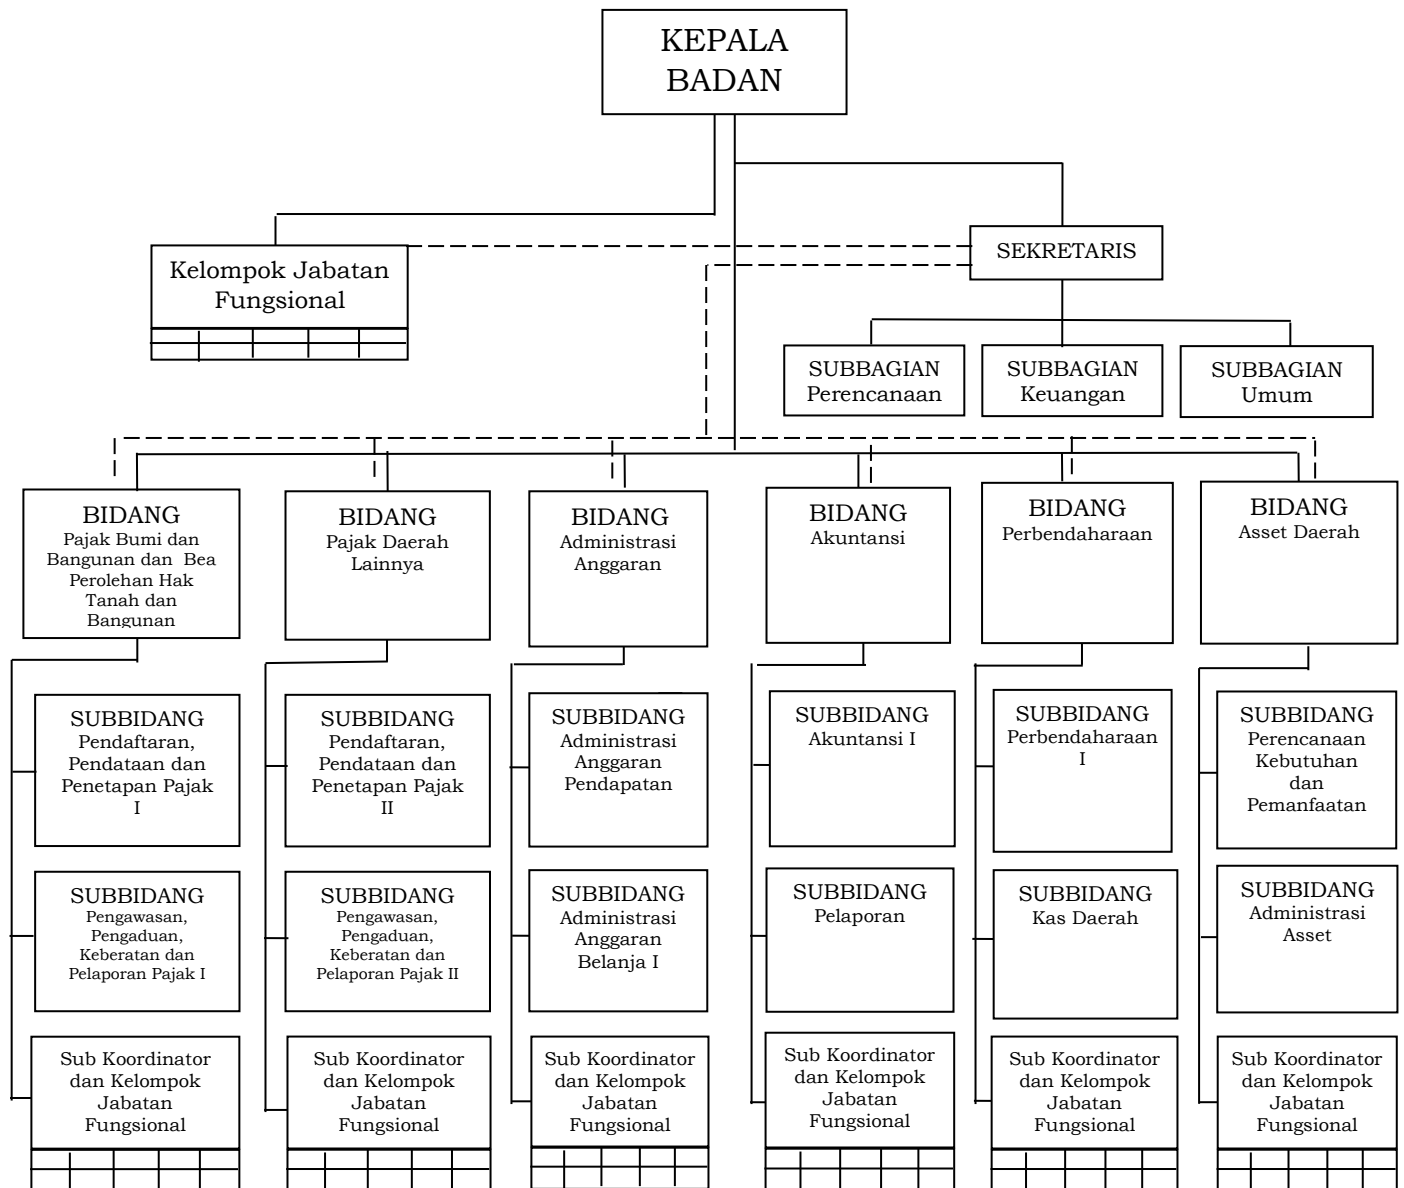 KEPALA
BADAN
Kelompok Jabatan
Fungsional
SEKRETARIS
SUBBAGIAN
Perencanaan
SUBBAGIAN
Keuangan
SUBBAGIAN
Umum
BIDANG
Pajak Bumi dan
Bangunan dan Bea
Perolehan Hak
Tanah dan
Bangunan
BIDANG
Pajak Daerah
Lainnya
BIDANG
Administrasi
Anggaran
BIDANG
Akuntansi
BIDANG
Perbendaharaan
BIDANG
Asset Daerah
SUBBIDANG
Pendaftaran,
Pendataan dan
Penetapan Pajak
I
SUBBIDANG
Pendaftaran,
Pendataan dan
Penetapan Pajak
II
SUBBIDANG
Administrasi
Anggaran
Pendapatan
SUBBIDANG
Akuntansi I
SUBBIDANG
Perbendaharaan
I
SUBBIDANG
Perencanaan
Kebutuhan
dan
Pemanfaatan
SUBBIDANG
Pengawasan,
Pengaduan,
Keberatan dan
Pelaporan Pajak I
SUBBIDANG
Pengawasan,
Pengaduan,
Keberatan dan
Pelaporan Pajak II
SUBBIDANG
Administrasi
Anggaran
Belanja I
SUBBIDANG
Pelaporan
SUBBIDANG
Kas Daerah
SUBBIDANG
Administrasi
Asset
Sub Koordinator
dan Kelompok
Jabatan
Fungsional
Sub Koordinator
dan Kelompok
Jabatan
Fungsional
Sub Koordinator
dan Kelompok
Jabatan
Fungsional
Sub Koordinator
dan Kelompok
Jabatan
Fungsional
Sub Koordinator
dan Kelompok
Jabatan
Fungsional
Sub Koordinator
dan Kelompok
Jabatan
Fungsional